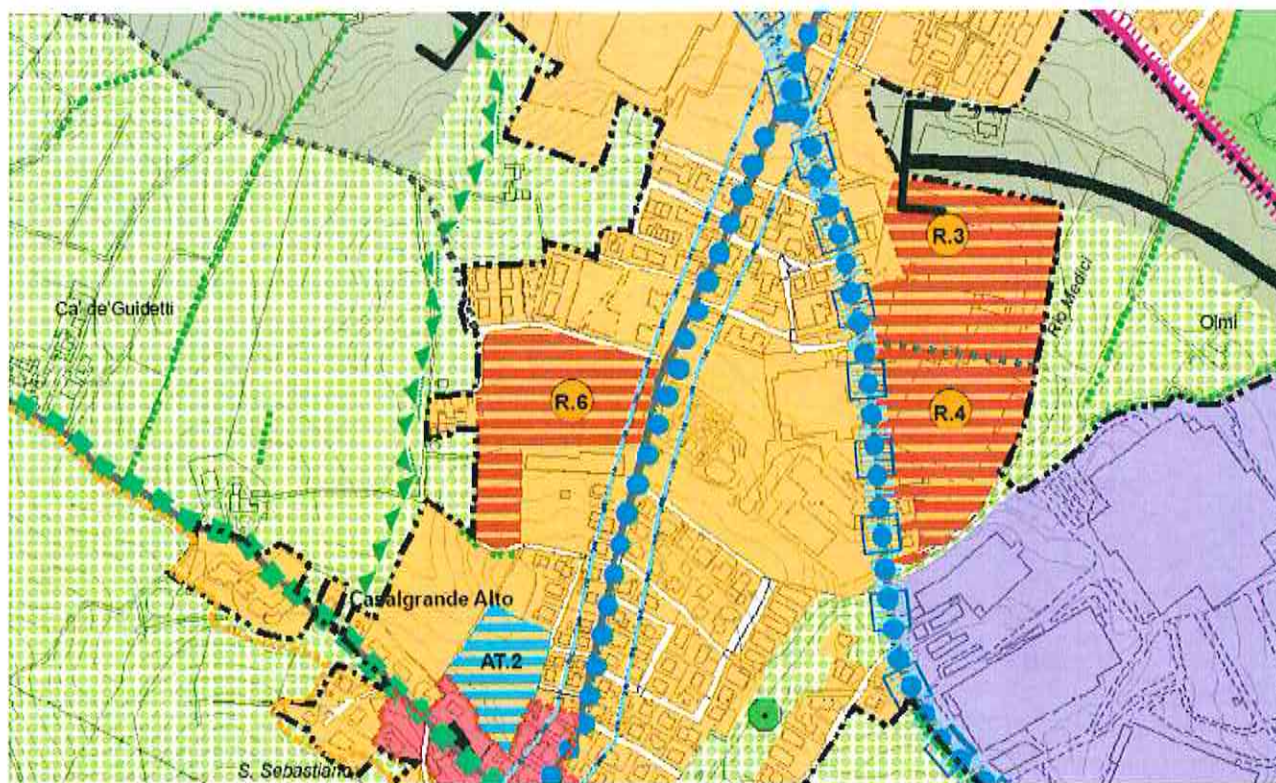 R.3
Rio Medici
Ca' de'Guidetti
Olmi
R.6
R.4
Casalgrande Alto
AT.2
S. Sebastiano